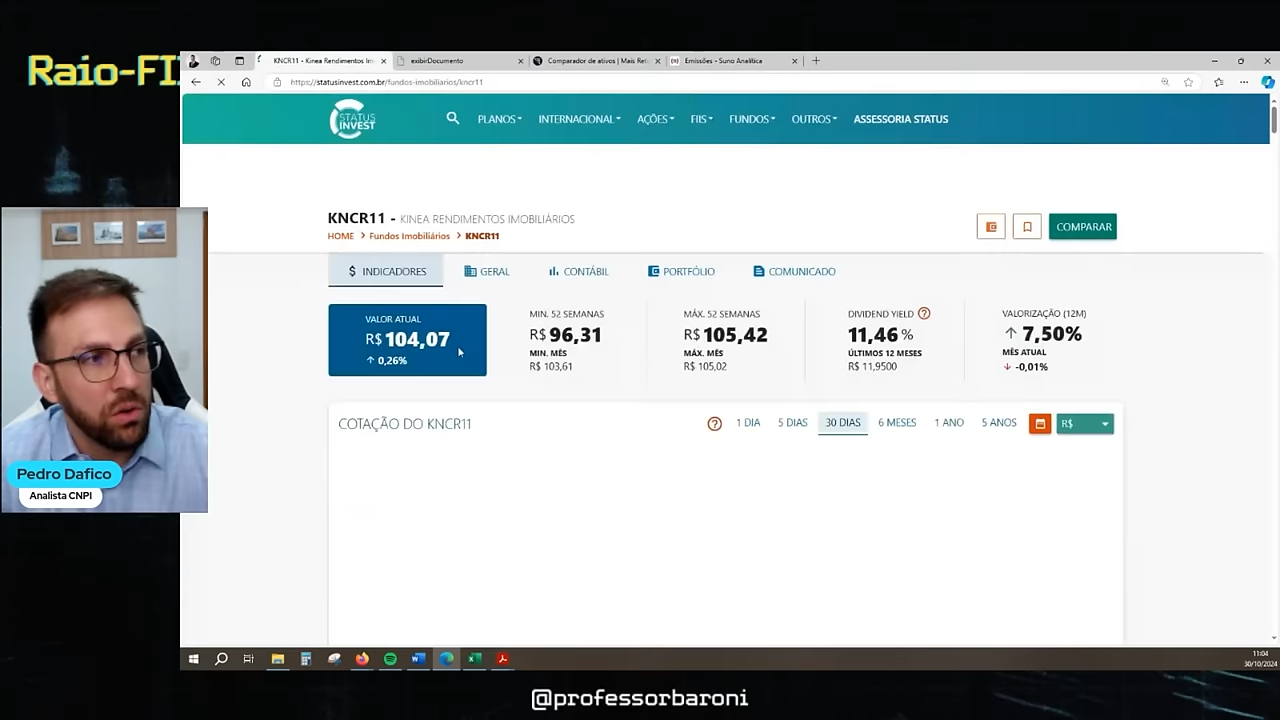 Raio-FI
KNCR11 - Kinea Rendimentos Im
exibirDocumento
Comparador de ativos | Mais Ret
Emissões - Suno Analítica
https://statusinvest.com.br/fundos-imobiliarios/kncr11
STATUS INVEST
PLANOS
INTERNACIONAL
AÇÕES
FIIS
FUNDOS
OUTROS
ASSESSORIA STATUS
KNCR11 - KINEA RENDIMENTOS IMOBILIÁRIOS
HOME > Fundos Imobiliários > KNCR11
COMPARAR
$ INDICADORES
GERAL
CONTÁBIL
PORTFÓLIO
COMUNICADO
VALOR ATUAL
R$ 104,07
↑ 0,26%
MIN. 52 SEMANAS
R$ 96,31
MIN. MÊS
R$ 103,61
MÁX. 52 SEMANAS
R$ 105,42
MÁX. MÊS
R$ 105,02
DIVIDEND YIELD ?
11,46 %
ÚLTIMOS 12 MESES
R$ 11,9500
VALORIZAÇÃO (12M)
↑ 7,50%
MÊS ATUAL
↓ -0,01%
COTAÇÃO DO KNCR11
? 1 DIA 5 DIAS 30 DIAS 6 MESES 1 ANO 5 ANOS R$
Pedro Dafico
Analista CNPI
11:04
30/10/2024
@professorbaroni